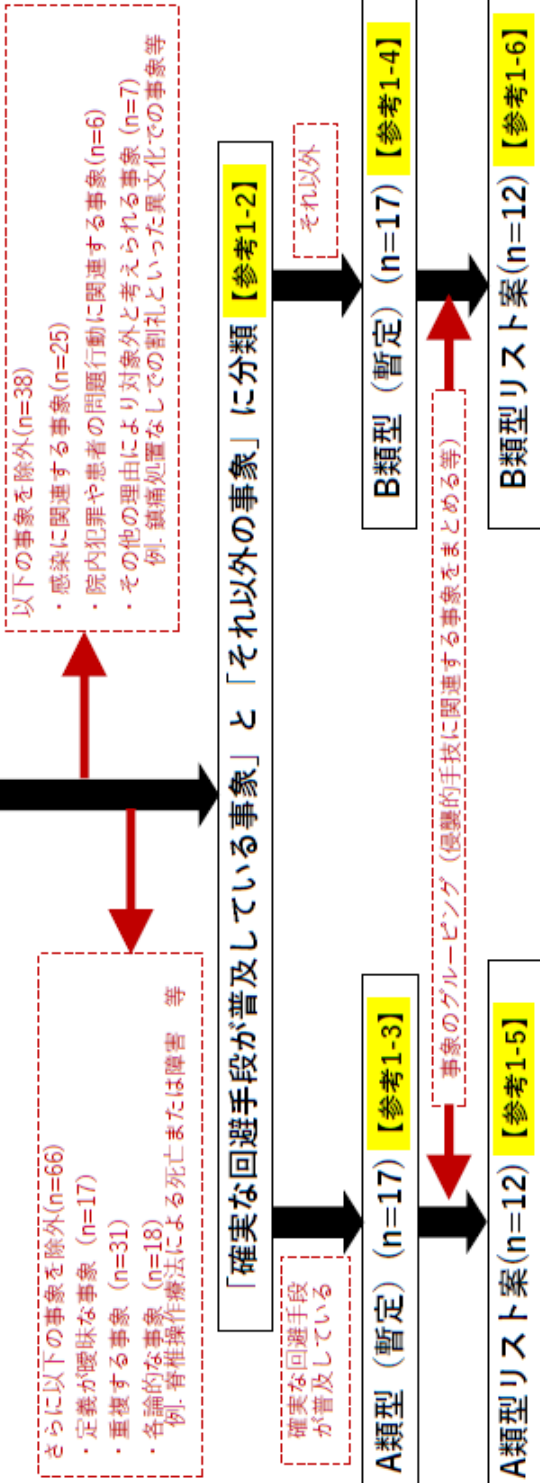 以下の事象を除外(n=38)
・感染に関連する事象(n=25)
・院内犯罪や患者の問題行動に関連する事象(n=6)
・その他の理由により対象外と考えられる事象 (n=7)
例. 鎮痛処置なしでの割礼といった異文化での事象等
さらに以下の事象を除外(n=66)
・定義が曖昧な事象 (n=17)
・重複する事象 (n=31)
・各論的な事象 (n=18)
例. 脊椎操作療法による死亡または障害 等
「確実な回避手段が普及している事象」と「それ以外の事象」に分類【参考1-2】
確実な回避手段
が普及している
それ以外
A類型 (暫定) (n=17)【参考1-3】
B類型 (暫定) (n=17)【参考1-4】
事象のグルーピング (侵襲的手技に関連する事象をまとめる等)
A類型リスト案(n=12)【参考1-5】
B類型リスト案(n=12)【参考1-6】